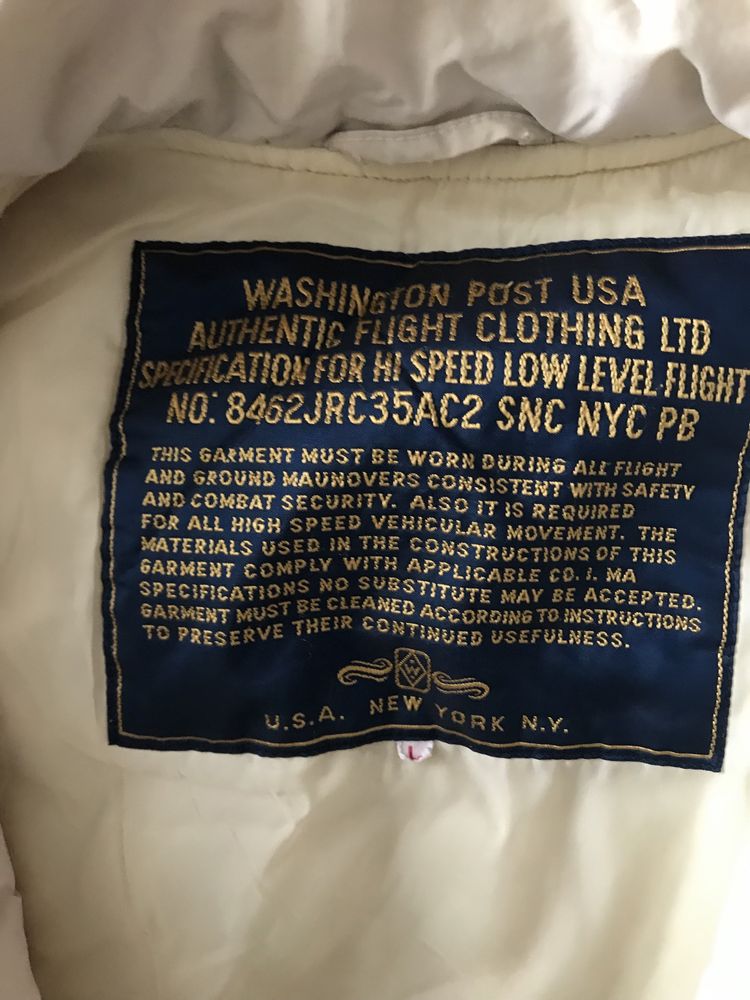 WASHINGTON POST USA
AUTHENTIC FLIGHT CLOTHING LTD
SPECIFICATION FOR HI SPEED LOW LEVEL FLIGHT
NO. 8462JRC35AC2 SNC NYC PB
THIS GARMENT MUST BE WORN DURING ALL FLIGHT
AND GROUND MAUNOVERS CONSISTENT WITH SAFETY
AND COMBAT SECURITY. ALSO IT IS REQUIRED
FOR ALL HIGH SPEED VEHICULAR MOVEMENT. THE
MATERIALS USED IN THE CONSTRUCTIONS OF THIS
GARMENT COMPLY WITH APPLICABLE CO. I. MA
SPECIFICATIONS NO SUBSTITUTE MAY BE ACCEPTED.
GARMENT MUST BE CLEANED ACCORDING TO INSTRUCTIONS
TO PRESERVE THEIR CONTINUED USEFULNESS.
W
U.S.A. NEW YORK N.Y.
L